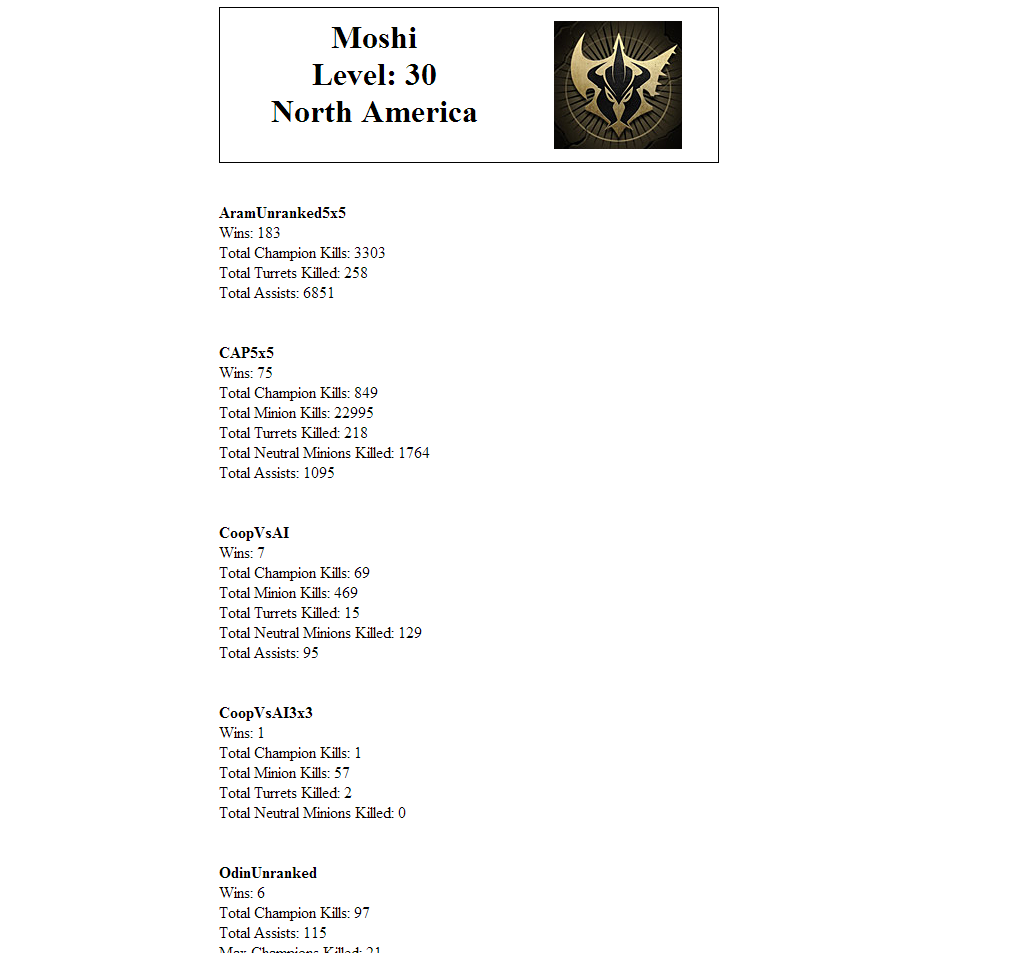 Moshi
Level: 30
North America
AramUnranked5x5
Wins: 183
Total Champion Kills: 3303
Total Turrets Killed: 258
Total Assists: 6851
CAP5x5
Wins: 75
Total Champion Kills: 849
Total Minion Kills: 22995
Total Turrets Killed: 218
Total Neutral Minions Killed: 1764
Total Assists: 1095
CoopVsAI
Wins: 7
Total Champion Kills: 69
Total Minion Kills: 469
Total Turrets Killed: 15
Total Neutral Minions Killed: 129
Total Assists: 95
CoopVsAI3x3
Wins: 1
Total Champion Kills: 1
Total Minion Kills: 57
Total Turrets Killed: 2
Total Neutral Minions Killed: 0
OdinUnranked
Wins: 6
Total Champion Kills: 97
Total Assists: 115
Max Champions Killed: 21